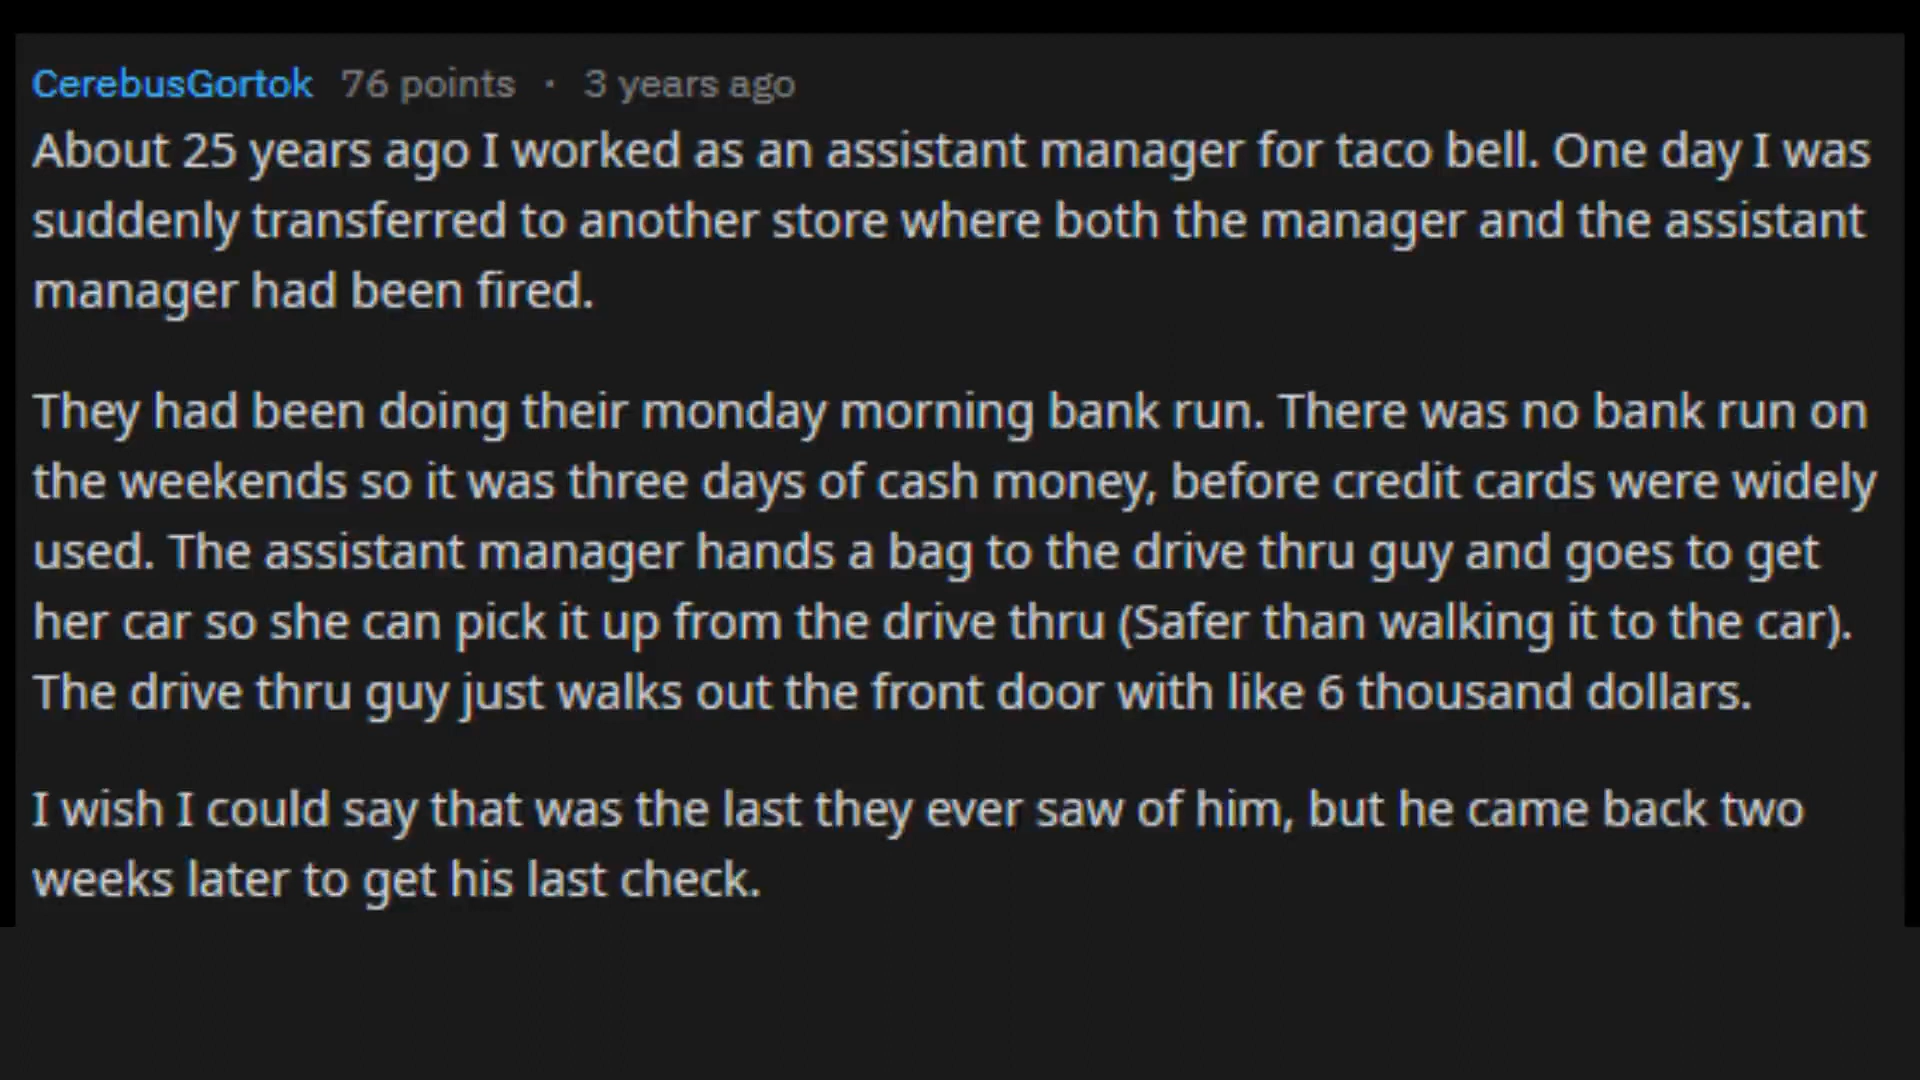 CerebusGortok 76 points · 3 years ago
About 25 years ago I worked as an assistant manager for taco bell. One day I was
suddenly transferred to another store where both the manager and the assistant
manager had been fired.
They had been doing their monday morning bank run. There was no bank run on
the weekends so it was three days of cash money, before credit cards were widely
used. The assistant manager hands a bag to the drive thru guy and goes to get
her car so she can pick it up from the drive thru (Safer than walking it to the car).
The drive thru guy just walks out the front door with like 6 thousand dollars.
I wish I could say that was the last they ever saw of him, but he came back two
weeks later to get his last check.